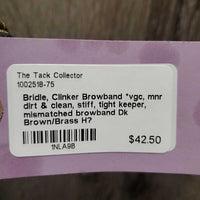 The Tack Collector
100251B-75
Bridle, Clinker Browband *vgc, mnr
dirt & clean, stiff, tight keeper,
mismatched browband Dk
Brown/Brass H?
$42.50
1NLA9B